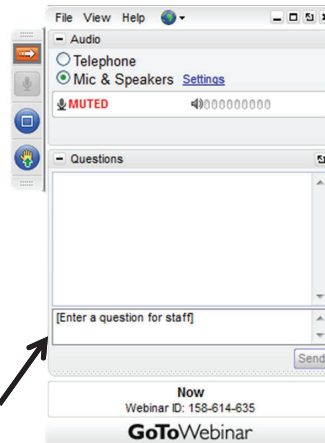 File View Help
Audio
Telephone
Mic & Speakers Settings
MUTED 000000000
Questions
[Enter a question for staff]
Send
Now
Webinar ID: 158-614-635
GoToWebinar